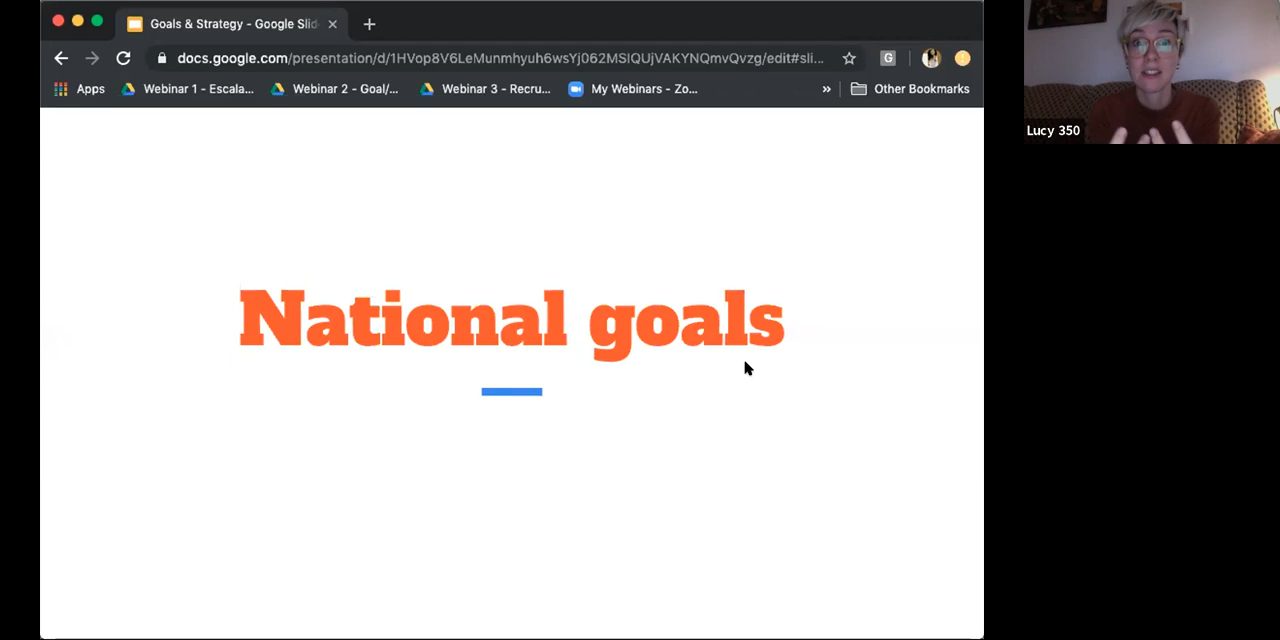 Goals & Strategy - Google Slid
docs.google.com/presentation/d/1HVop8V6LeMunmhyuh6wsYj062MSlQUjVAKYNQmvQvzg/edit#sli...
G
Apps
Webinar 1 - Escala...
Webinar 2 - Goal/...
Webinar 3 - Recru...
My Webinars - Zo...
»
Other Bookmarks
Lucy 350
National goals